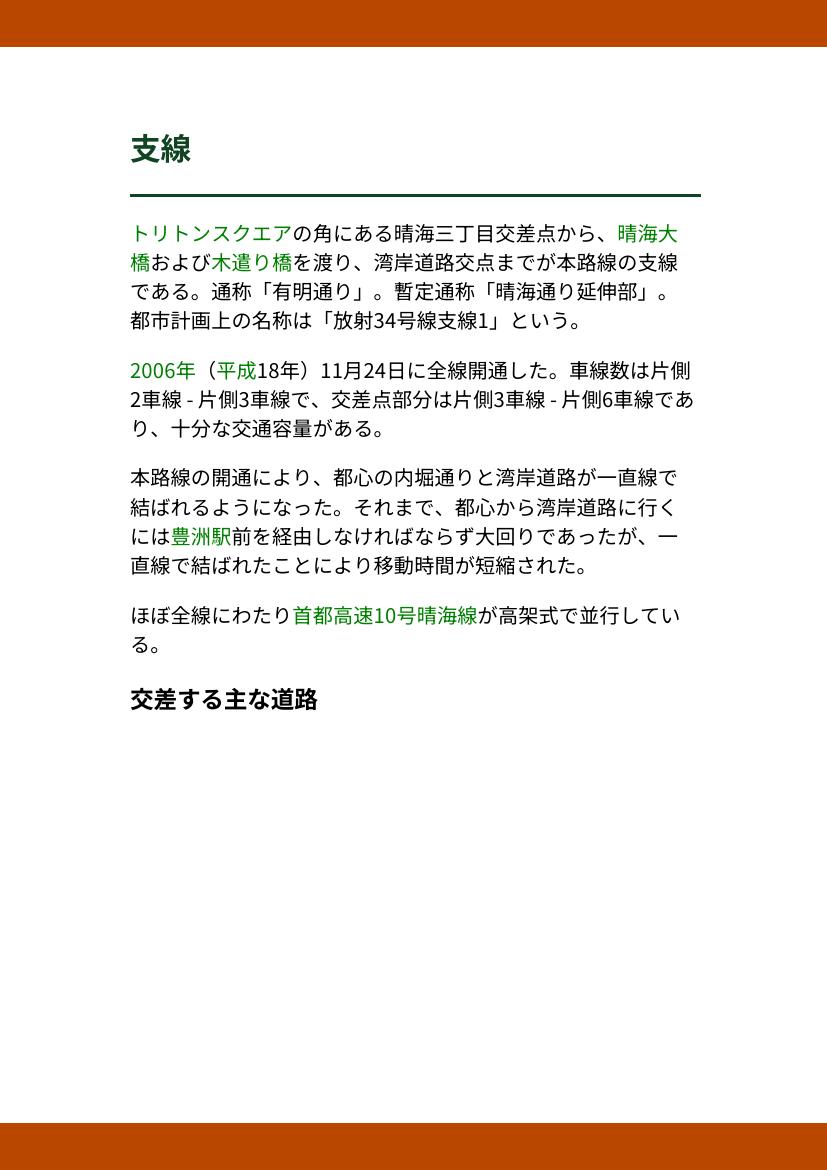 支線
トリトンスクエアの角にある晴海三丁目交差点から、晴海大
橋および木遣り橋を渡り、湾岸道路交点までが本路線の支線
である。通称「有明通り」。暫定通称「晴海通り延伸部」。
都市計画上の名称は「放射34号線支線1」という。
2006年（平成18年）11月24日に全線開通した。車線数は片側
2車線 - 片側3車線で、交差点部分は片側3車線 - 片側6車線であ
り、十分な交通容量がある。
本路線の開通により、都心の内堀通りと湾岸道路が一直線で
結ばれるようになった。それまで、都心から湾岸道路に行く
には豊洲駅前を経由しなければならず大回りであったが、一
直線で結ばれたことにより移動時間が短縮された。
ほぼ全線にわたり首都高速10号晴海線が高架式で並行してい
る。
交差する主な道路